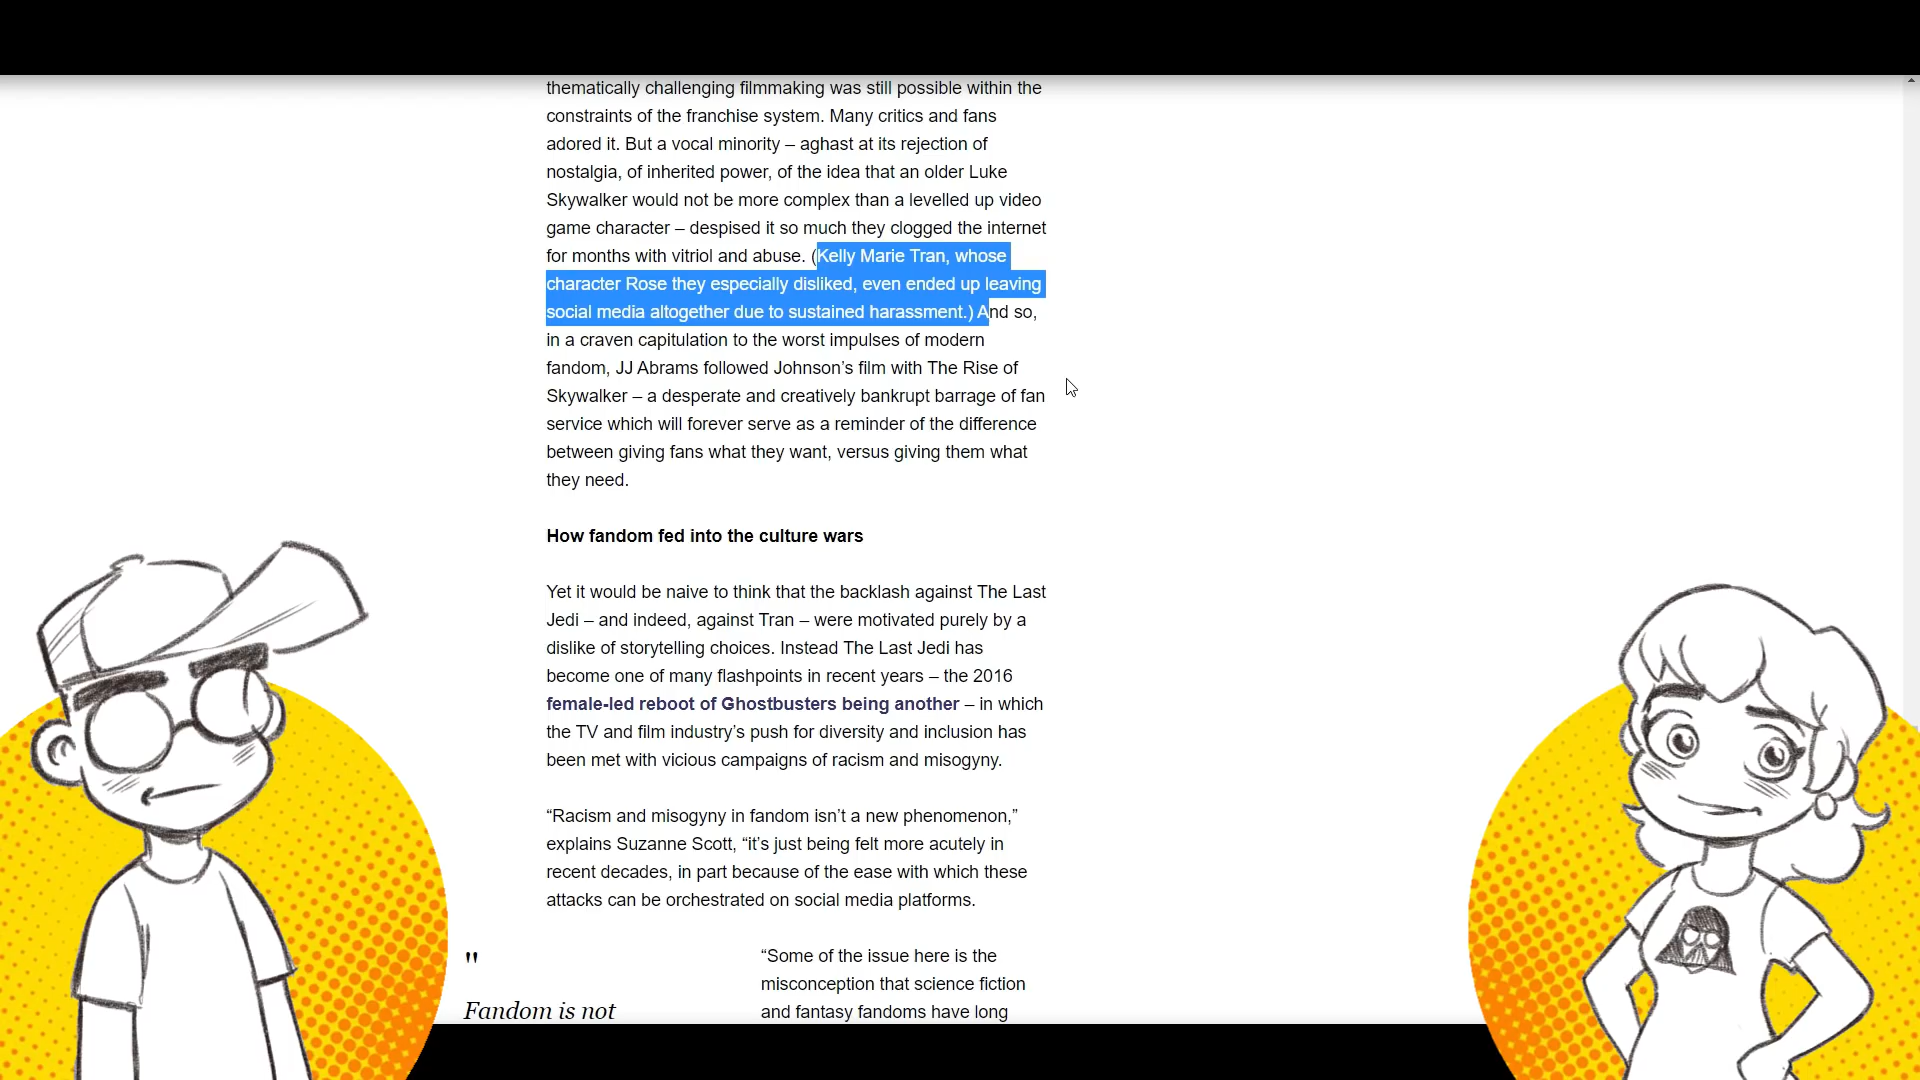 thematically challenging filmmaking was still possible within the
constraints of the franchise system. Many critics and fans
adored it. But a vocal minority – aghast at its rejection of
nostalgia, of inherited power, of the idea that an older Luke
Skywalker would not be more complex than a levelled up video
game character – despised it so much they clogged the internet
for months with vitriol and abuse. (Kelly Marie Tran, whose
character Rose they especially disliked, even ended up leaving
social media altogether due to sustained harassment.) And so,
in a craven capitulation to the worst impulses of modern
fandom, JJ Abrams followed Johnson’s film with The Rise of
Skywalker – a desperate and creatively bankrupt barrage of fan
service which will forever serve as a reminder of the difference
between giving fans what they want, versus giving them what
they need.
How fandom fed into the culture wars
Yet it would be naive to think that the backlash against The Last
Jedi – and indeed, against Tran – were motivated purely by a
dislike of storytelling choices. Instead The Last Jedi has
become one of many flashpoints in recent years – the 2016
female-led reboot of Ghostbusters being another – in which
the TV and film industry’s push for diversity and inclusion has
been met with vicious campaigns of racism and misogyny.
“Racism and misogyny in fandom isn’t a new phenomenon,”
explains Suzanne Scott, “it’s just being felt more acutely in
recent decades, in part because of the ease with which these
attacks can be orchestrated on social media platforms.
"
Fandom is not
“Some of the issue here is the
misconception that science fiction
and fantasy fandoms have long